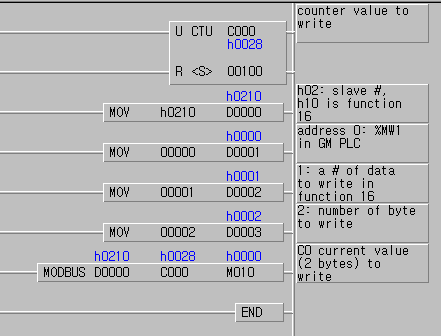 counter value to
write
U CTU C000
h0028
R <S> 00100
h0210
MOV h0210 D0000
h02: slave #,
h10 is function
16
h0000
MOV 00000 D0001
address 0: %MW1
in GM PLC
h0001
MOV 00001 D0002
1: a # of data
to write in
function 16
h0002
MOV 00002 D0003
2: number of byte
to write
h0210 h0028 h0000
MODBUS D0000 C000 M010
C0 current value
(2 bytes) to
write
END